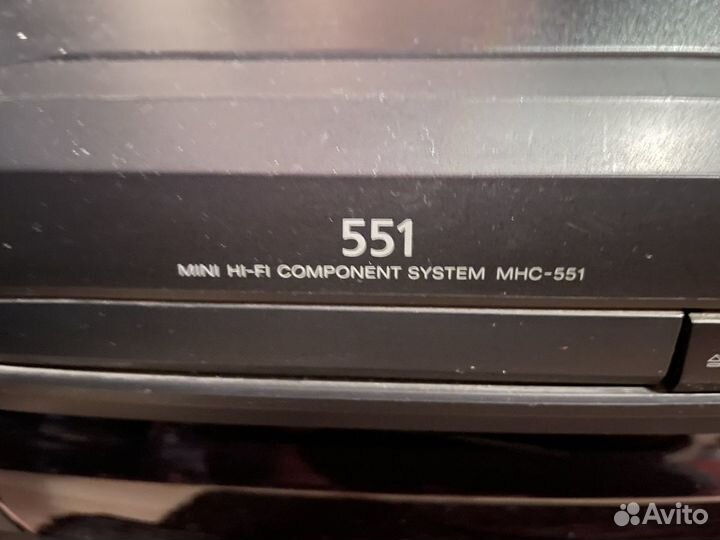 551
MINI HI-FI COMPONENT SYSTEM MHC-551
Avito